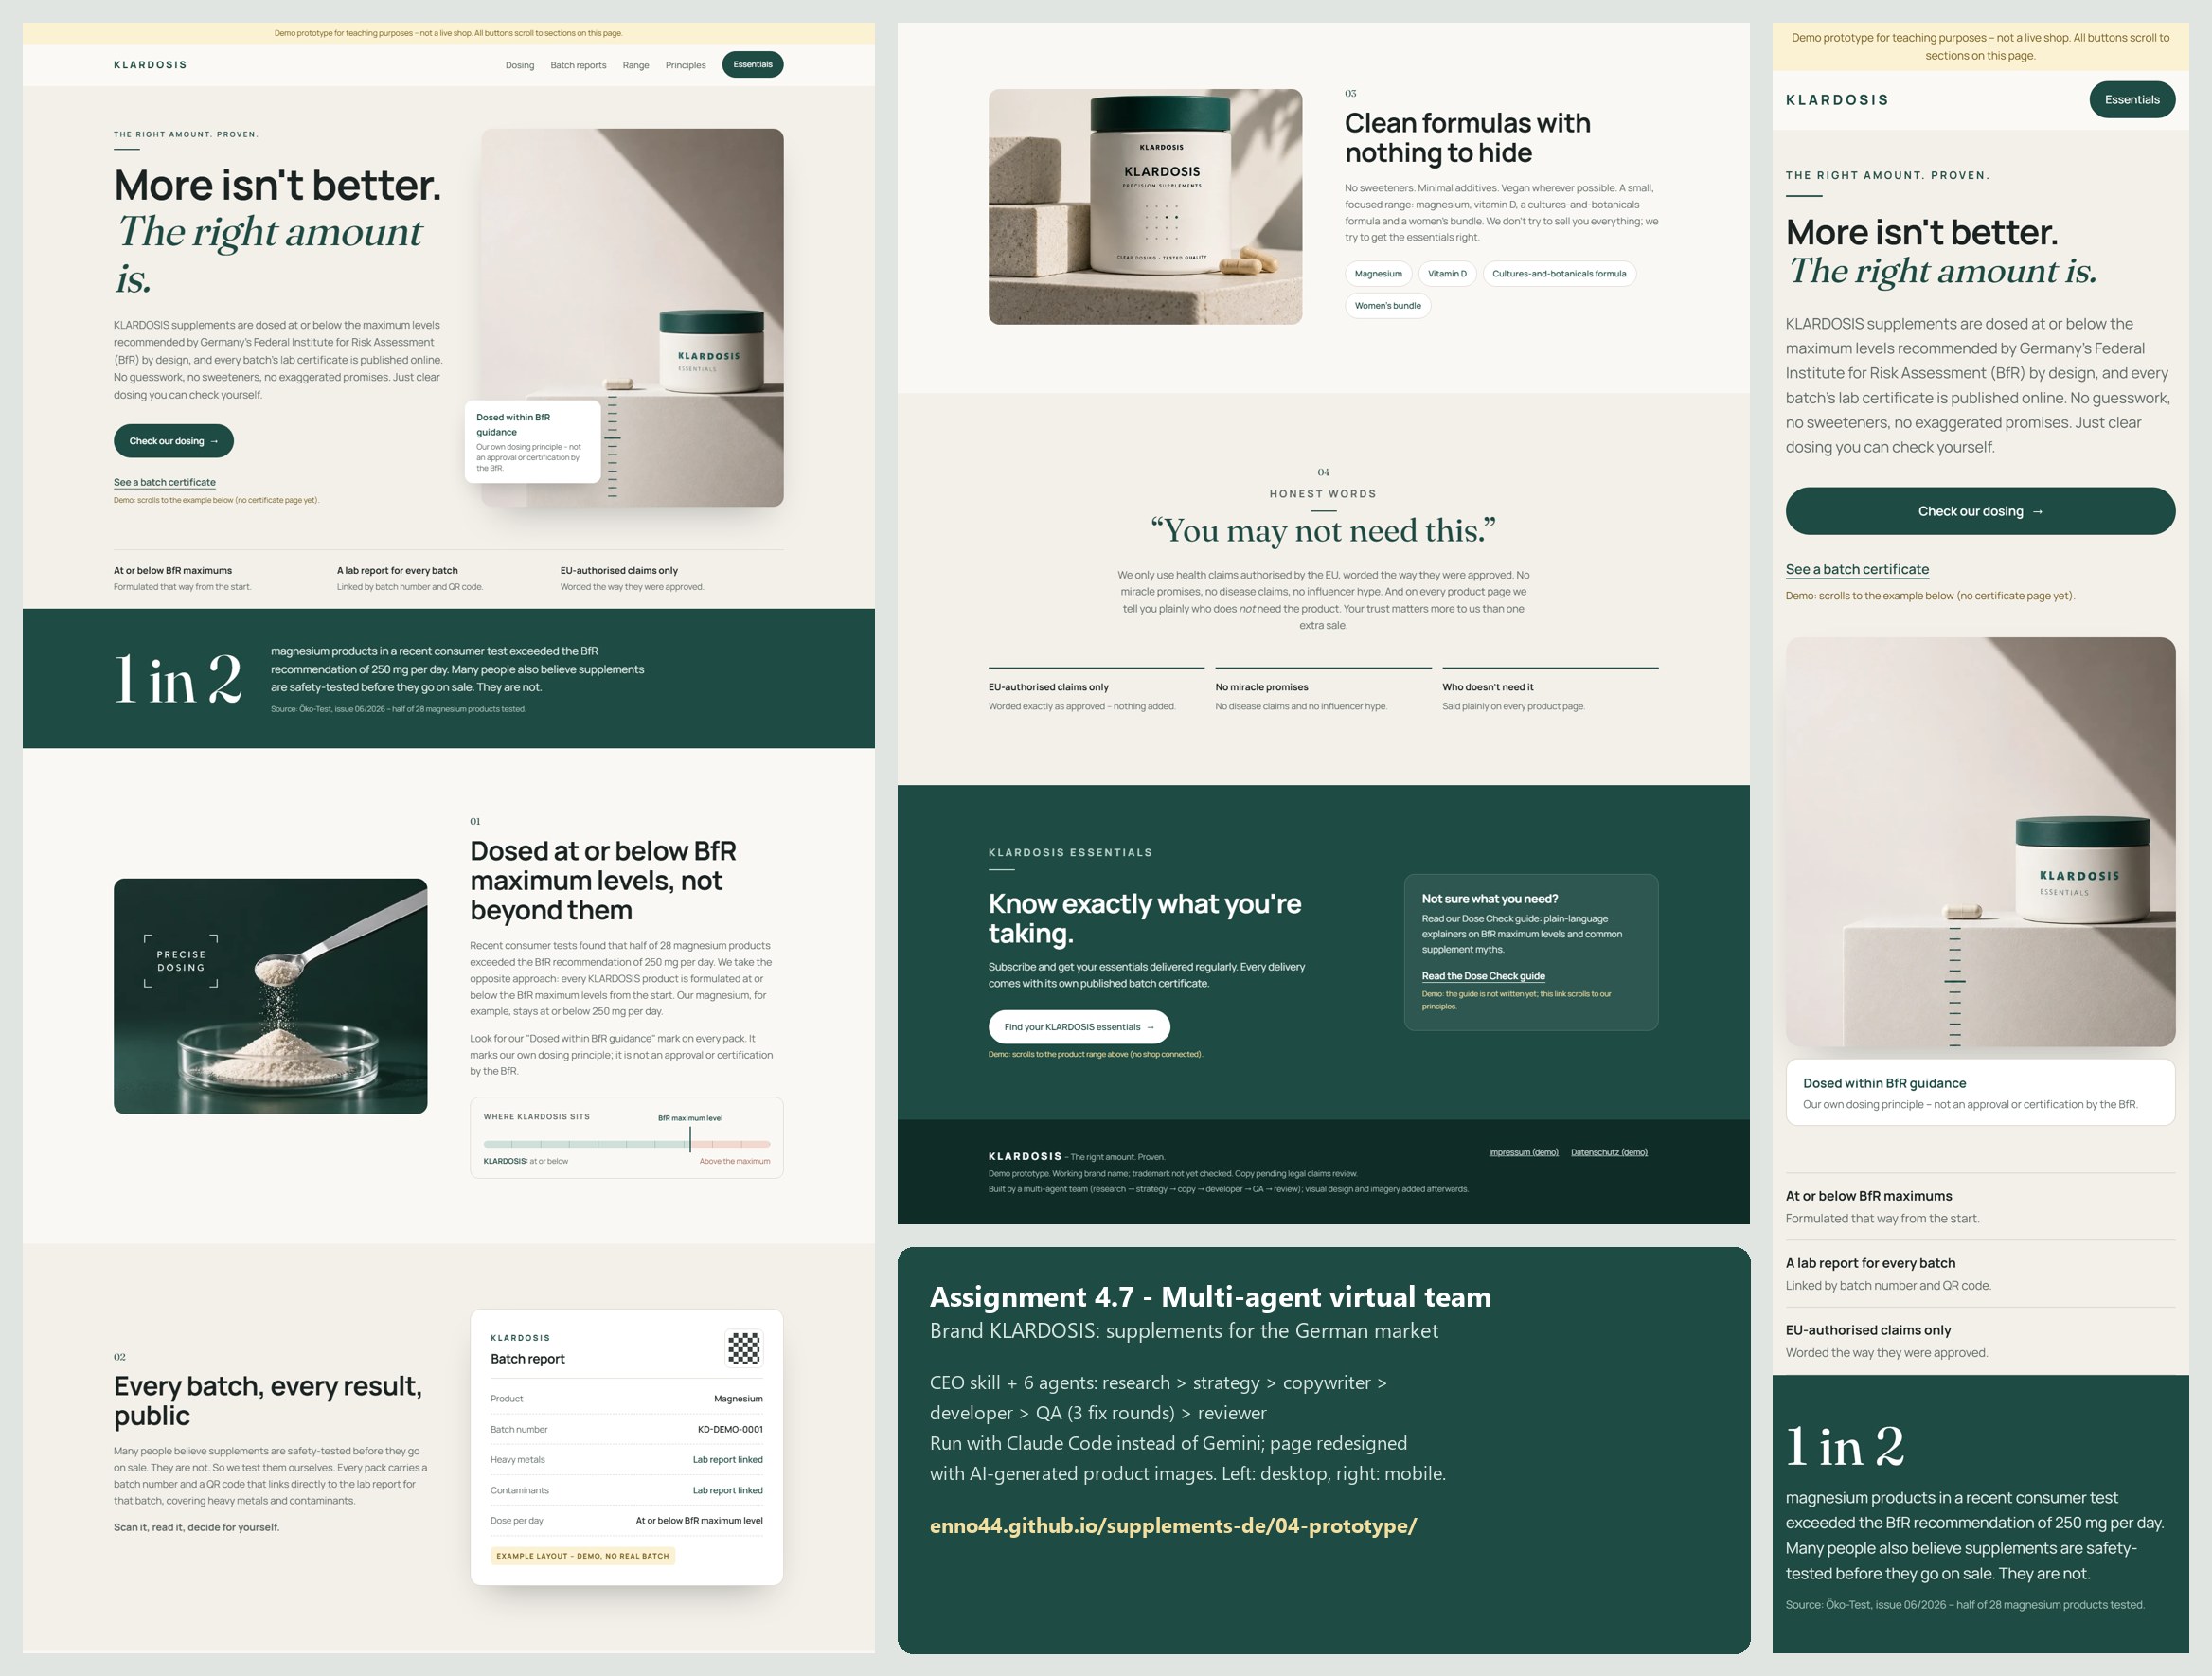 Demo prototype for teaching purposes – not a live shop. All buttons scroll to sections on this page.
KLARDOSIS
Dosing
Batch reports
Range
Principles
Essentials
THE RIGHT AMOUNT. PROVEN.
More isn't better.
The right amount
is.
KLARDOSIS supplements are dosed at or below the maximum levels
recommended by Germany's Federal Institute for Risk Assessment
(BfR) by design, and every batch's lab certificate is published online.
No guesswork, no sweeteners, no exaggerated promises. Just clear
dosing you can check yourself.
Check our dosing →
See a batch certificate
Demo: scrolls to the example below (no certificate page yet).
KLARDOSIS
ESSENTIALS
Dosed within BfR
guidance
Our own dosing principle – not
an approval or certification by
the BfR.
At or below BfR maximums
Formulated that way from the start.
A lab report for every batch
Linked by batch number and QR code.
EU-authorised claims only
Worded the way they were approved.
1 in 2
magnesium products in a recent consumer test exceeded the BfR
recommendation of 250 mg per day. Many people also believe supplements
are safety-tested before they go on sale. They are not.
Source: Öko-Test, issue 06/2026 – half of 28 magnesium products tested.
PRECISE
DOSING
01
Dosed at or below BfR
maximum levels, not
beyond them
Recent consumer tests found that half of 28 magnesium products
exceeded the BfR recommendation of 250 mg per day. We take the
opposite approach: every KLARDOSIS product is formulated at or
below the BfR maximum levels from the start. Our magnesium, for
example, stays at or below 250 mg per day.
Look for our "Dosed within BfR guidance" mark on every pack. It
marks our own dosing principle; it is not an approval or certification
by the BfR.
WHERE KLARDOSIS SITS
BfR maximum level
KLARDOSIS: at or below
Above the maximum
02
Every batch, every result,
public
Many people believe supplements are safety-tested before they go
on sale. They are not. So we test them ourselves. Every pack carries a
batch number and a QR code that links directly to the lab report for
that batch, covering heavy metals and contaminants.
Scan it, read it, decide for yourself.
KLARDOSIS
Batch report
Product
Magnesium
Batch number
KD-DEMO-0001
Heavy metals
Lab report linked
Contaminants
Lab report linked
Dose per day
At or below BfR maximum level
EXAMPLE LAYOUT – DEMO, NO REAL BATCH
KLARDOSIS
KLARDOSIS
PRECISION SUPPLEMENTS
CLEAR DOSING · TESTED QUALITY
03
Clean formulas with
nothing to hide
No sweeteners. Minimal additives. Vegan wherever possible. A small,
focused range: magnesium, vitamin D, a cultures-and-botanicals
formula and a women's bundle. We don't try to sell you everything; we
try to get the essentials right.
Magnesium
Vitamin D
Cultures-and-botanicals formula
Women's bundle
04
HONEST WORDS
“You may not need this.”
We only use health claims authorised by the EU, worded the way they were approved. No
miracle promises, no disease claims, no influencer hype. And on every product page we
tell you plainly who does not need the product. Your trust matters more to us than one
extra sale.
EU-authorised claims only
Worded exactly as approved – nothing added.
No miracle promises
No disease claims and no influencer hype.
Who doesn't need it
Said plainly on every product page.
KLARDOSIS ESSENTIALS
Know exactly what you're
taking.
Subscribe and get your essentials delivered regularly. Every delivery
comes with its own published batch certificate.
Find your KLARDOSIS essentials →
Demo: scrolls to the product range above (no shop connected).
Not sure what you need?
Read our Dose Check guide: plain-language
explainers on BfR maximum levels and common
supplement myths.
Read the Dose Check guide
Demo: the guide is not written yet; this link scrolls to our
principles.
KLARDOSIS – The right amount. Proven.
Demo prototype. Working brand name; trademark not yet checked. Copy pending legal claims review.
Built by a multi-agent team (research → strategy → copy → developer → QA → review); visual design and imagery added afterwards.
Impressum (demo)
Datenschutz (demo)
Assignment 4.7 - Multi-agent virtual team
Brand KLARDOSIS: supplements for the German market
CEO skill + 6 agents: research > strategy > copywriter >
developer > QA (3 fix rounds) > reviewer
Run with Claude Code instead of Gemini; page redesigned
with AI-generated product images. Left: desktop, right: mobile.
enno44.github.io/supplements-de/04-prototype/
Demo prototype for teaching purposes – not a live shop. All buttons scroll to
sections on this page.
KLARDOSIS
Essentials
THE RIGHT AMOUNT. PROVEN.
More isn't better.
The right amount is.
KLARDOSIS supplements are dosed at or below the
maximum levels recommended by Germany's Federal
Institute for Risk Assessment (BfR) by design, and every
batch's lab certificate is published online. No guesswork,
no sweeteners, no exaggerated promises. Just clear
dosing you can check yourself.
Check our dosing →
See a batch certificate
Demo: scrolls to the example below (no certificate page yet).
KLARDOSIS
ESSENTIALS
Dosed within BfR guidance
Our own dosing principle – not an approval or certification by the BfR.
At or below BfR maximums
Formulated that way from the start.
A lab report for every batch
Linked by batch number and QR code.
EU-authorised claims only
Worded the way they were approved.
1 in 2
magnesium products in a recent consumer test
exceeded the BfR recommendation of 250 mg per day.
Many people also believe supplements are safety-
tested before they go on sale. They are not.
Source: Öko-Test, issue 06/2026 – half of 28 magnesium products tested.